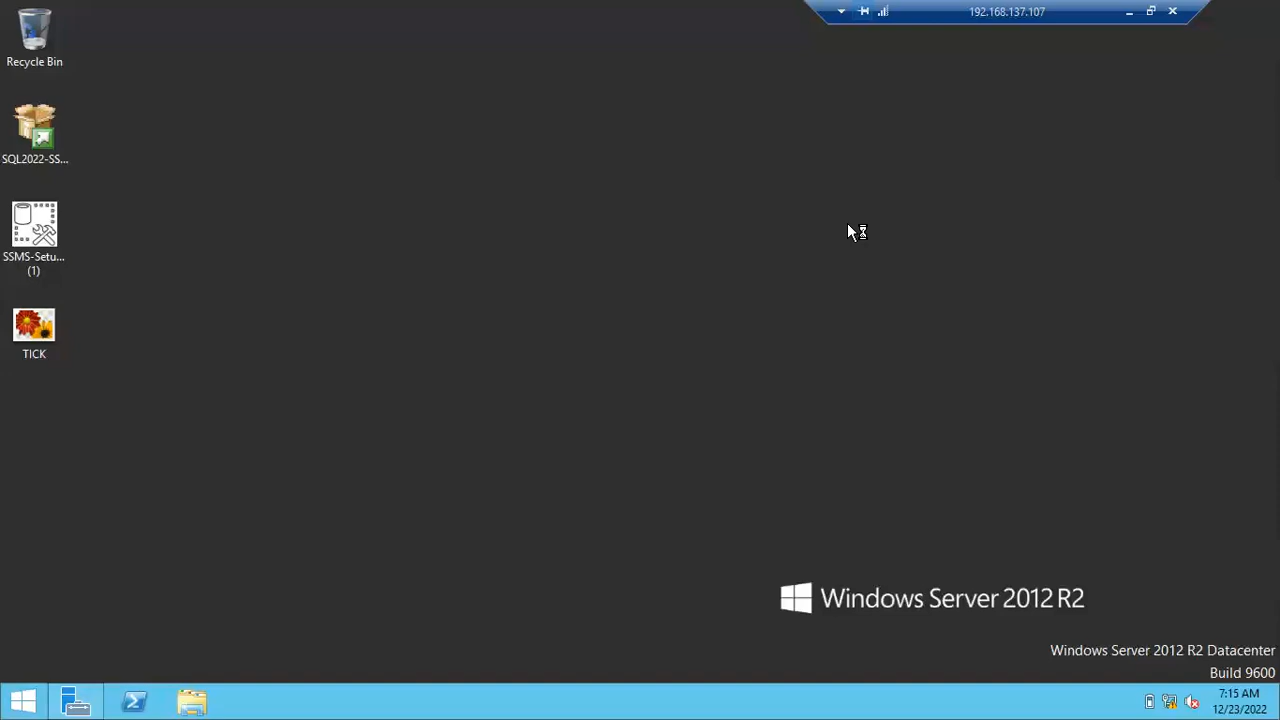 192.168.137.107
Recycle Bin
SQL2022-SS...
SSMS-Setu...
(1)
TICK
Windows Server 2012 R2
Windows Server 2012 R2 Datacenter
Build 9600
7:15 AM
12/23/2022